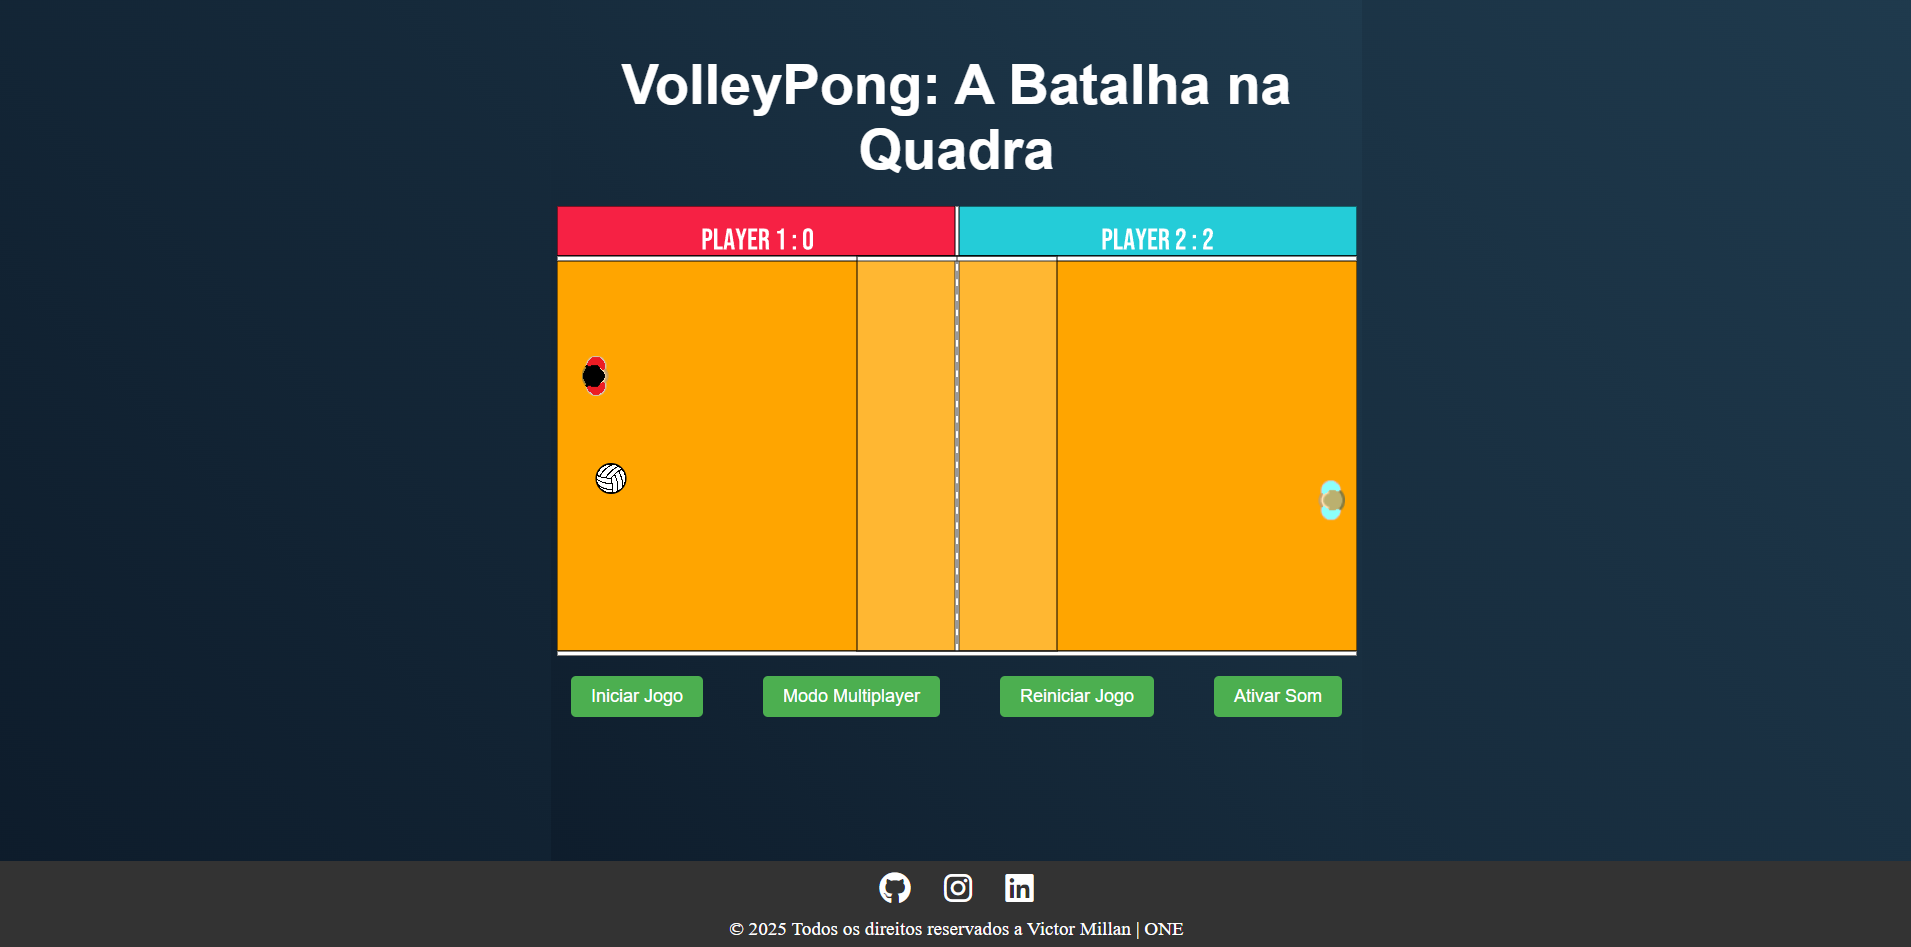 VolleyPong: A Batalha na
Quadra
PLAYER 1 : 0
PLAYER 2 : 2
Iniciar Jogo
Modo Multiplayer
Reiniciar Jogo
Ativar Som
© 2025 Todos os direitos reservados a Victor Millan | ONE